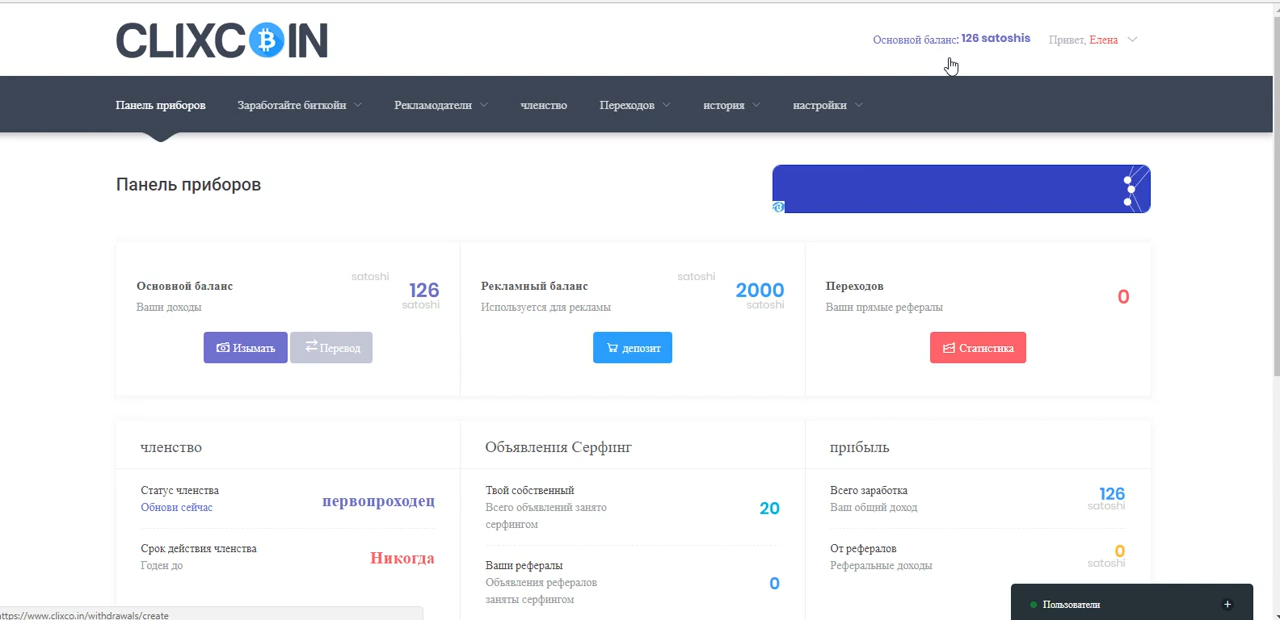 CLIXCOIN
Основной баланс: 126 satoshis
Привет, Елена
Панель приборов
Заработайте биткойн
Рекламодатели
членство
Переходов
история
настройки
Панель приборов
Основной баланс
Ваши доходы
satoshi
126
satoshi
Изымать
Перевод
Рекламный баланс
Используется для рекламы
satoshi
2000
satoshi
депозит
Переходов
Ваши прямые рефералы
0
Статистика
членство
Статус членства
Обнови сейчас
первопроходец
Срок действия членства
Годен до
Никогда
Объявления Серфинг
Твой собственный
Всего объявлений занято
серфингом
20
Ваши рефералы
Объявления рефералов
заняты серфингом
0
прибыль
Всего заработка
Ваш общий доход
126
satoshi
От рефералов
Реферальные доходы
0
satoshi
Пользователи
+
ttps://www.clixco.in/withdrawals/create